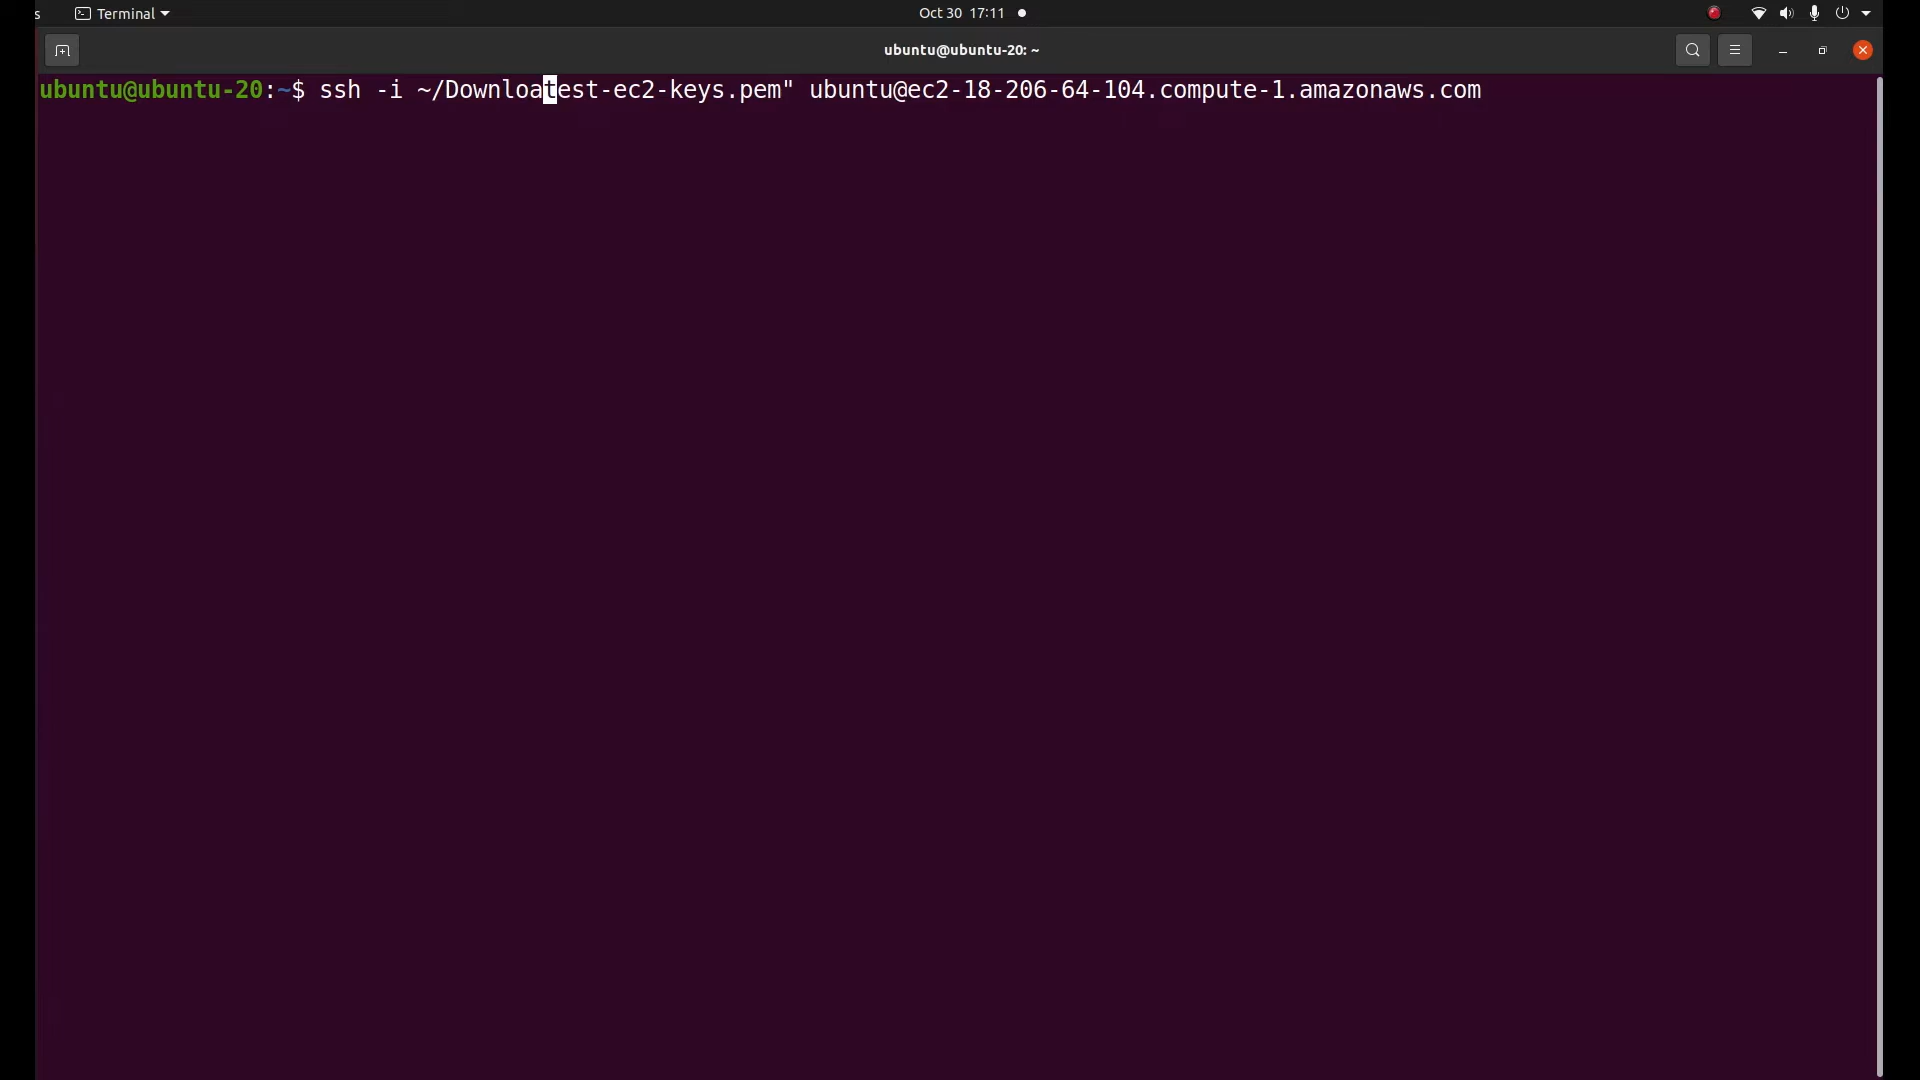 s Terminal Oct 30 17:11
ubuntu@ubuntu-20: ~
ubuntu@ubuntu-20:~$ ssh -i ~/Downloatest-ec2-keys.pem" ubuntu@ec2-18-206-64-104.compute-1.amazonaws.com